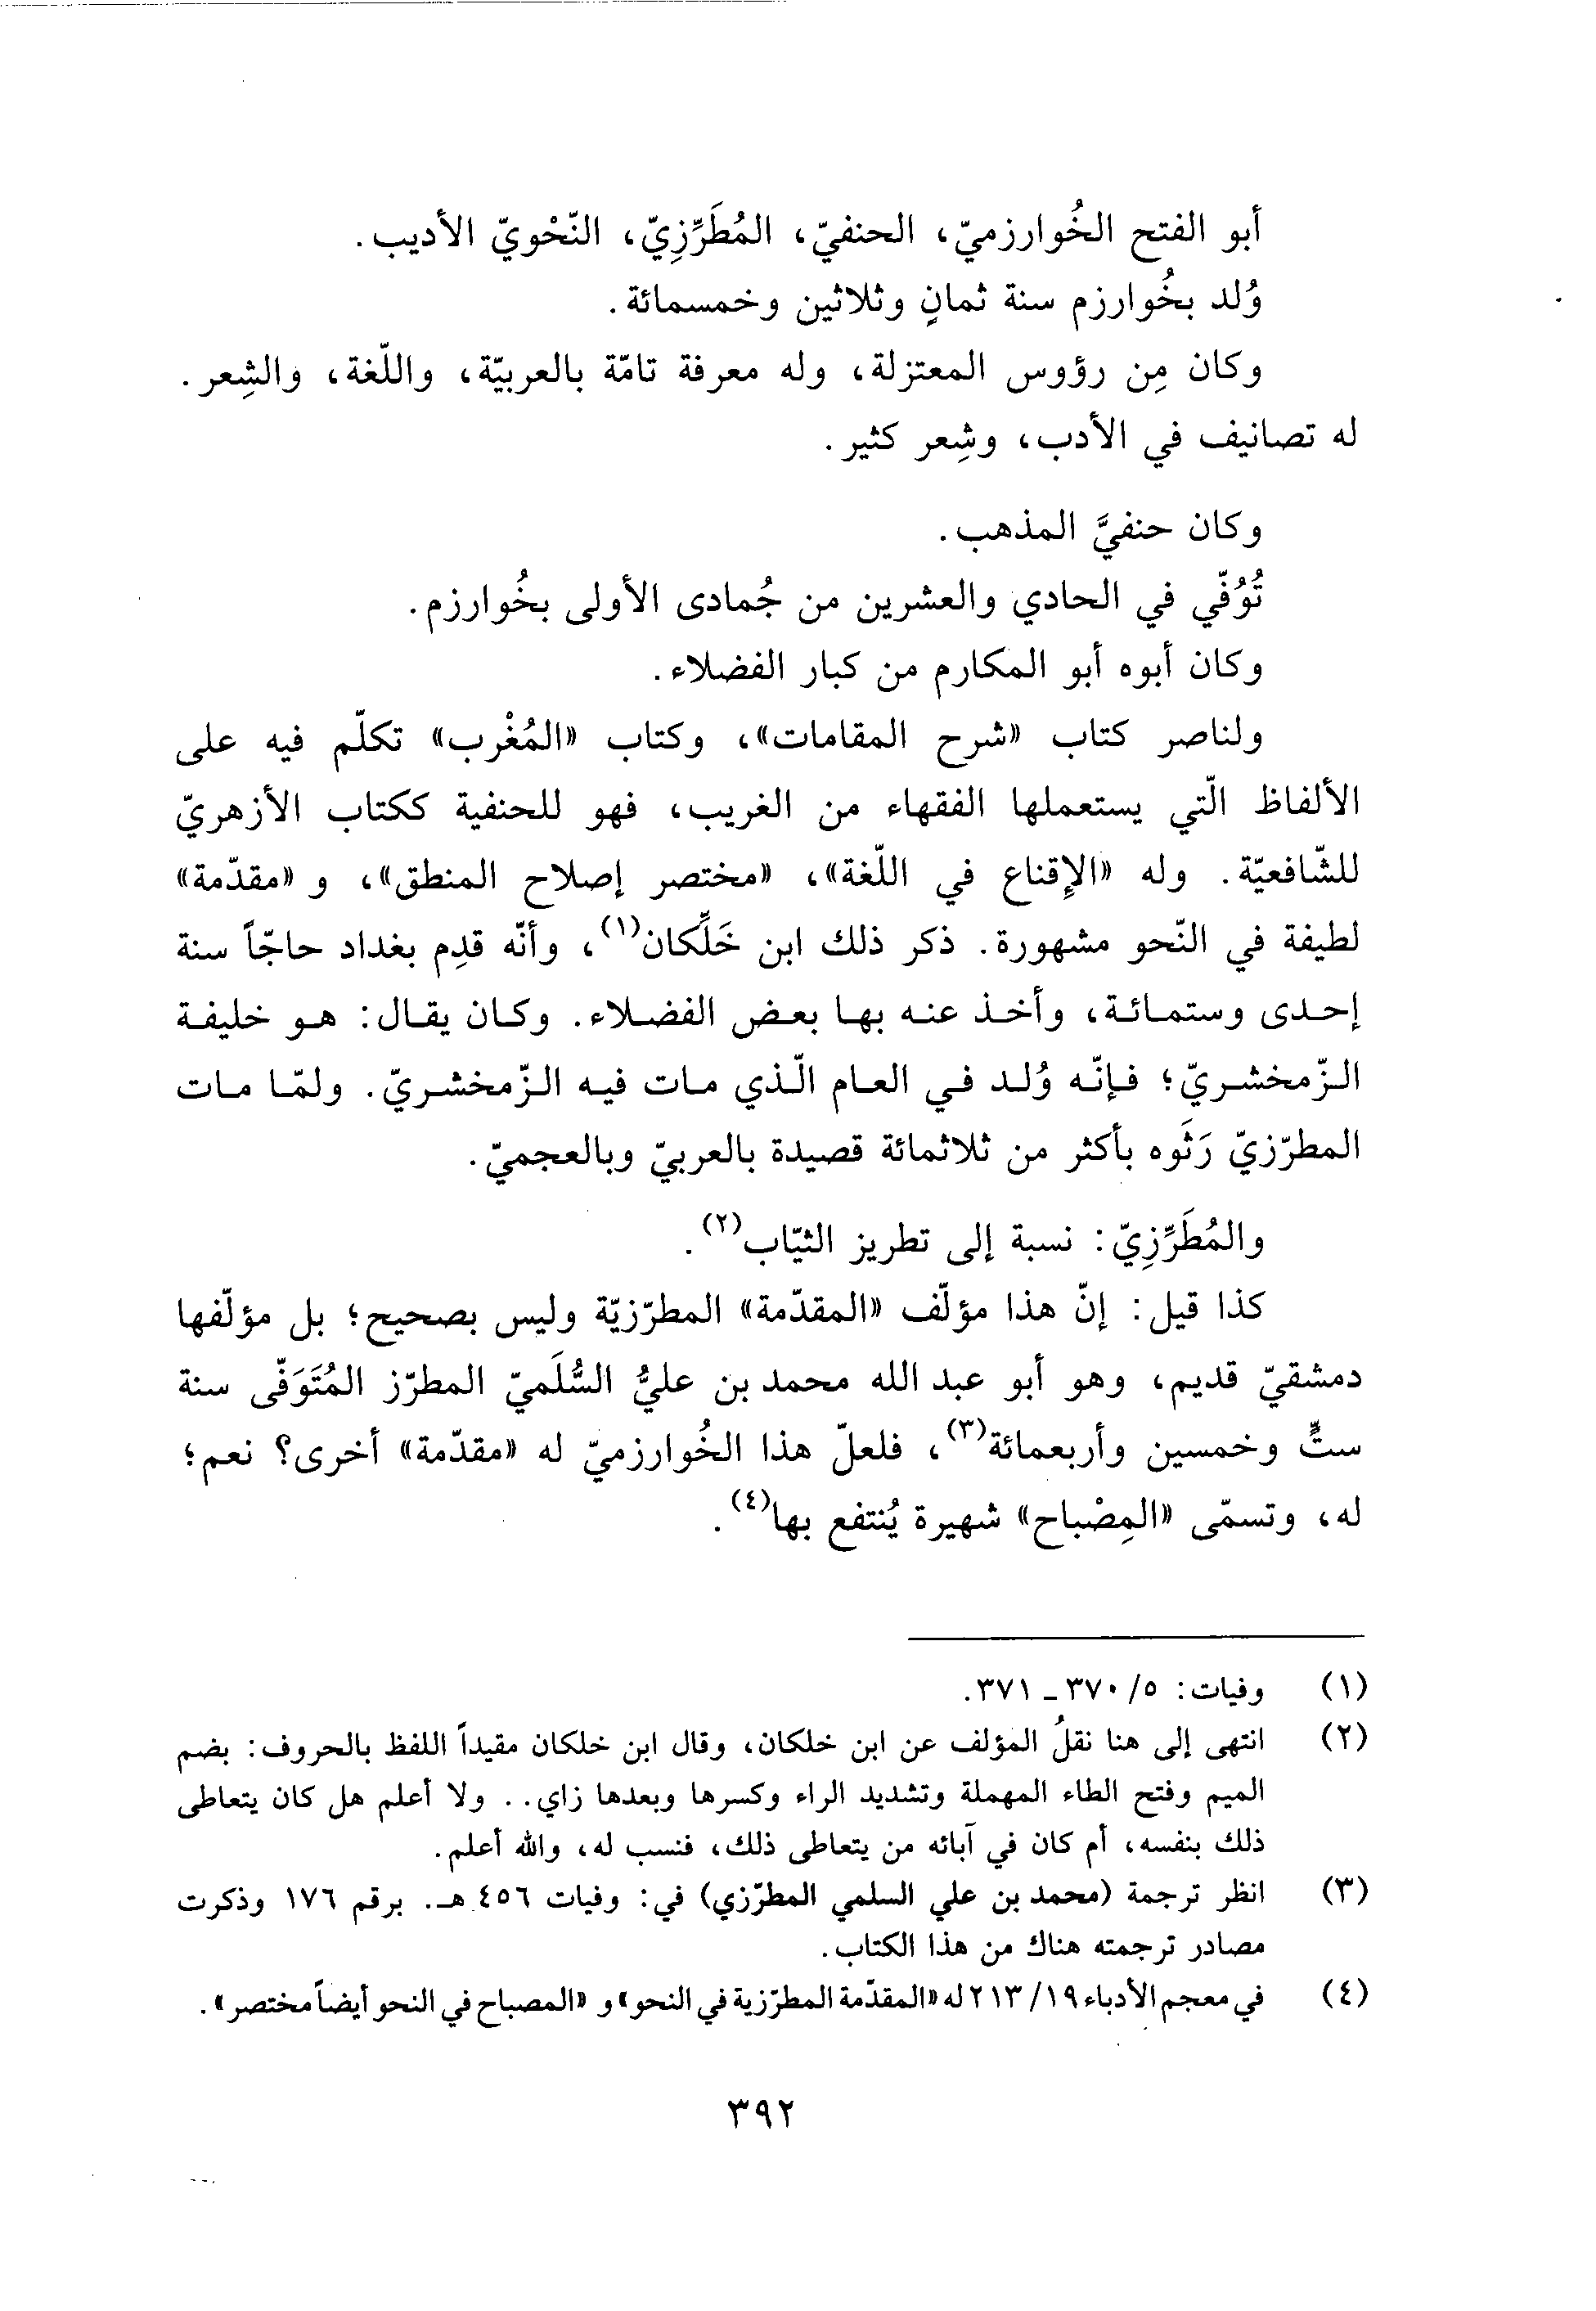 أبو الفتح الخُوارزميّ، الحنفيّ، المُطَرِّزِيّ، النّحْويّ الأديب.
وُلد بخُوارزم سنة ثمانٍ وثلاثين وخمسمائة.
وكان مِن رؤوس المعتزلة، وله معرفة تامّة بالعربيّة، واللّغة، والشِعر.
له تصانيف في الأدب، وشِعر كثير.
وكان حنفيَّ المذهب.
تُوُفّي في الحادي والعشرين من جُمادى الأولى بخُوارزم.
وكان أبوه أبو المكارم من كبار الفضلاء.
ولناصر كتاب «شرح المقامات»، وكتاب «المُغْرب» تكلّم فيه على
الألفاظ الّتي يستعملها الفقهاء من الغريب، فهو للحنفية ككتاب الأزهريّ
للشّافعيّة. وله «الإِقناع في اللّغة»، «مختصر إصلاح المنطق»، و «مقدّمة»
لطيفة في النّحو مشهورة. ذكر ذلك ابن خَلِّكان(١)، وأنّه قدِم بغداد حاجّاً سنة
إحدى وستمائة، وأخذ عنه بها بعض الفضلاء. وكان يقال: هو خليفة
الزّمخشريّ؛ فإنّه وُلد في العام الّذي مات فيه الزّمخشريّ. ولمّا مات
المطرّزيّ رَثَوه بأكثر من ثلاثمائة قصيدة بالعربيّ وبالعجميّ.
والمُطَرِّزِيّ: نسبة إلى تطريز الثيّاب(٢).
كذا قيل: إنّ هذا مؤلّف «المقدّمة» المطرّزيّة وليس بصحيح؛ بل مؤلّفها
دمشقيّ قديم، وهو أبو عبد الله محمد بن عليُّ السُّلَميّ المطرّز المُتَوَفّى سنة
ستٍّ وخمسين وأربعمائة(٣)، فلعلّ هذا الخُوارزميّ له «مقدّمة» أخرى؟ نعم؛
له، وتسمّى «المِصْباح» شهيرة يُنتفع بها(٤).
(١) وفيات: ٥/ ٣٧٠ ـ ٣٧١.
(٢) انتهى إلى هنا نقلُ المؤلف عن ابن خلكان، وقال ابن خلكان مقيداً اللفظ بالحروف: بضم
الميم وفتح الطاء المهملة وتشديد الراء وكسرها وبعدها زاي.. ولا أعلم هل كان يتعاطى
ذلك بنفسه، أم كان في آبائه من يتعاطى ذلك، فنسب له، والله أعلم.
(٣) انظر ترجمة (محمد بن علي السلمي المطرّزي) في: وفيات ٤٥٦ هـ. برقم ١٧٦ وذكرت
مصادر ترجمته هناك من هذا الكتاب.
(٤) في معجم الأدباء ١٩/ ٢١٣ له «المقدّمة المطرّزية في النحو» و «المصباح في النحو أيضاً مختصر».
٣٩٢